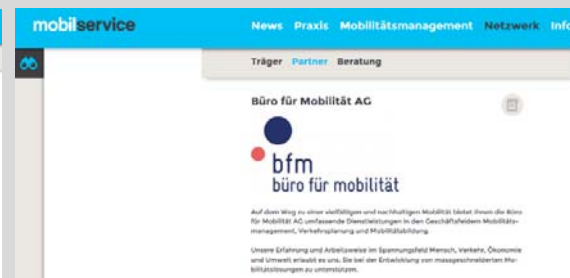 mobilservice
News Praxis Mobilitätsmanagement Netzwerk Info
Träger Partner Beratung
Büro für Mobilität AG
bfm
büro für mobilität
Auf dem Weg zu einer vielfältigen und nachhaltigen Mobilität bietet Ihnen die Büro
für Mobilität AG umfassende Dienstleistungen in den Geschäftsfeldern Mobilitäts-
management, Verkehrsplanung und Mobilitätsbildung.
Unsere Erfahrung und Arbeitsweise im Spannungsfeld Mensch, Verkehr, Ökonomie
und Umwelt erlaubt es uns, Sie bei der Entwicklung von massgeschneiderten Mo-
bilitätslösungen zu unterstützen.